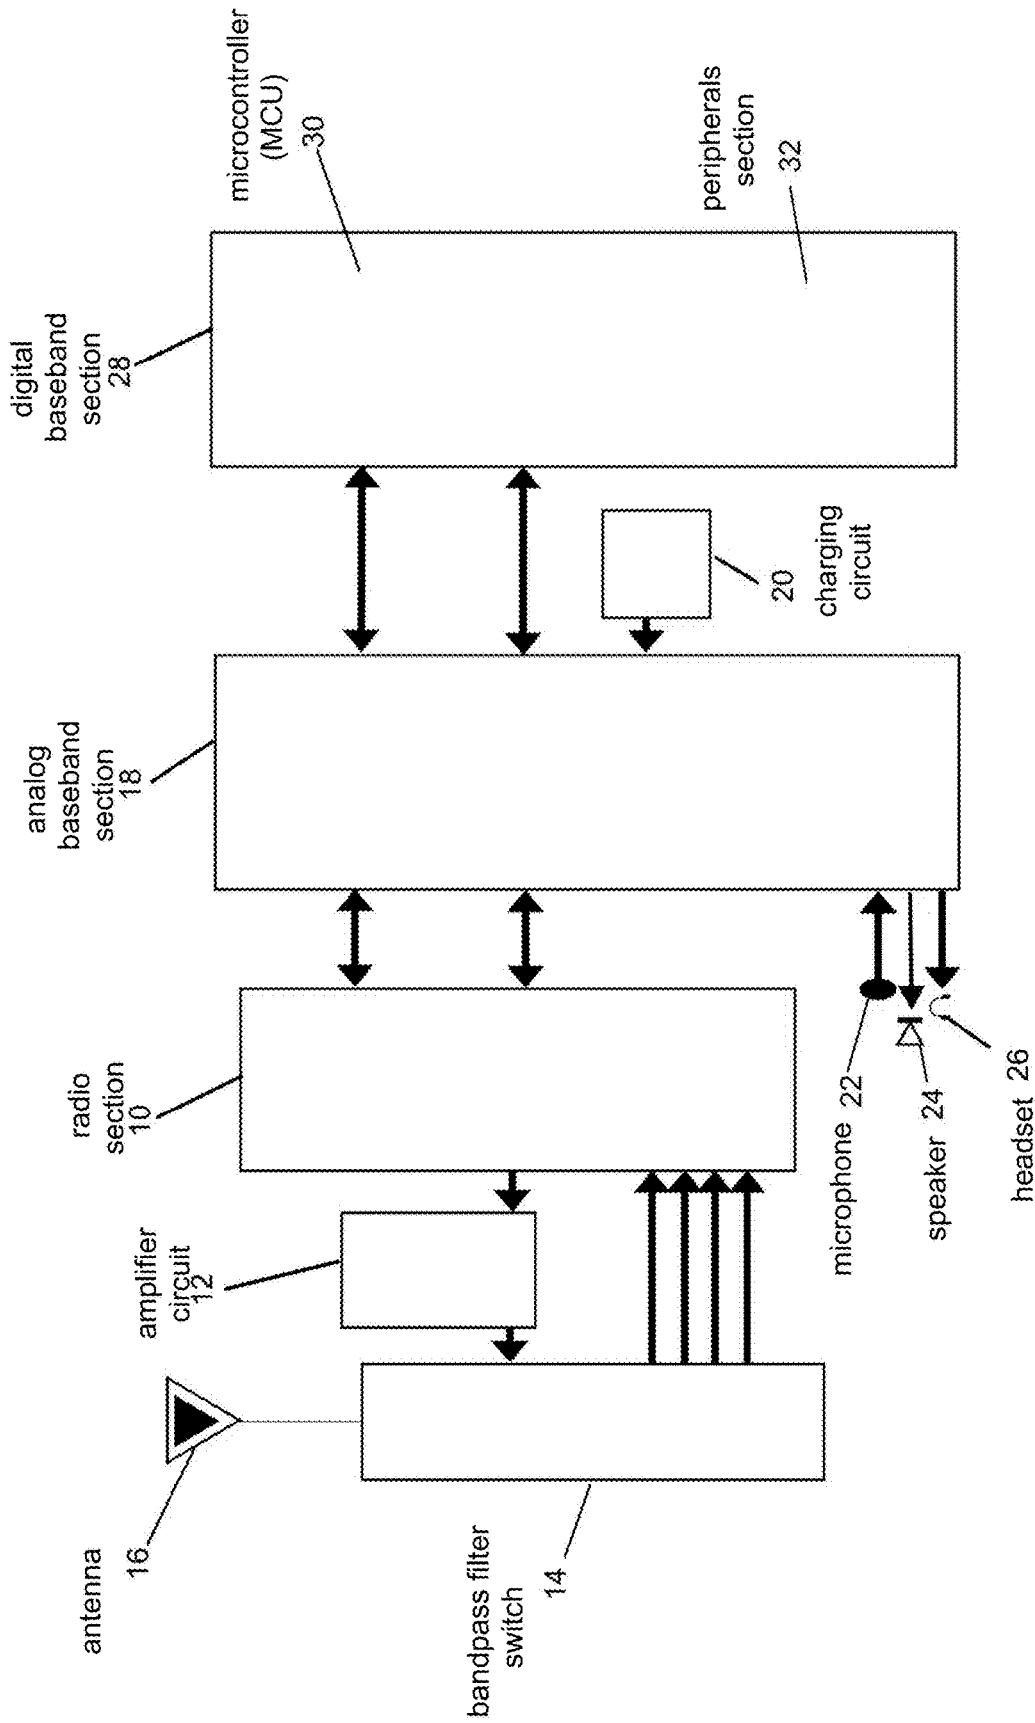 antenna
16
amplifier
circuit
12
radio
section
10
analog
baseband
section
18
digital
baseband
section
28
microcontroller
(MCU)
30
peripherals
section
32
20
charging
circuit
bandpass filter
switch
14
microphone 22
speaker 24
headset 26